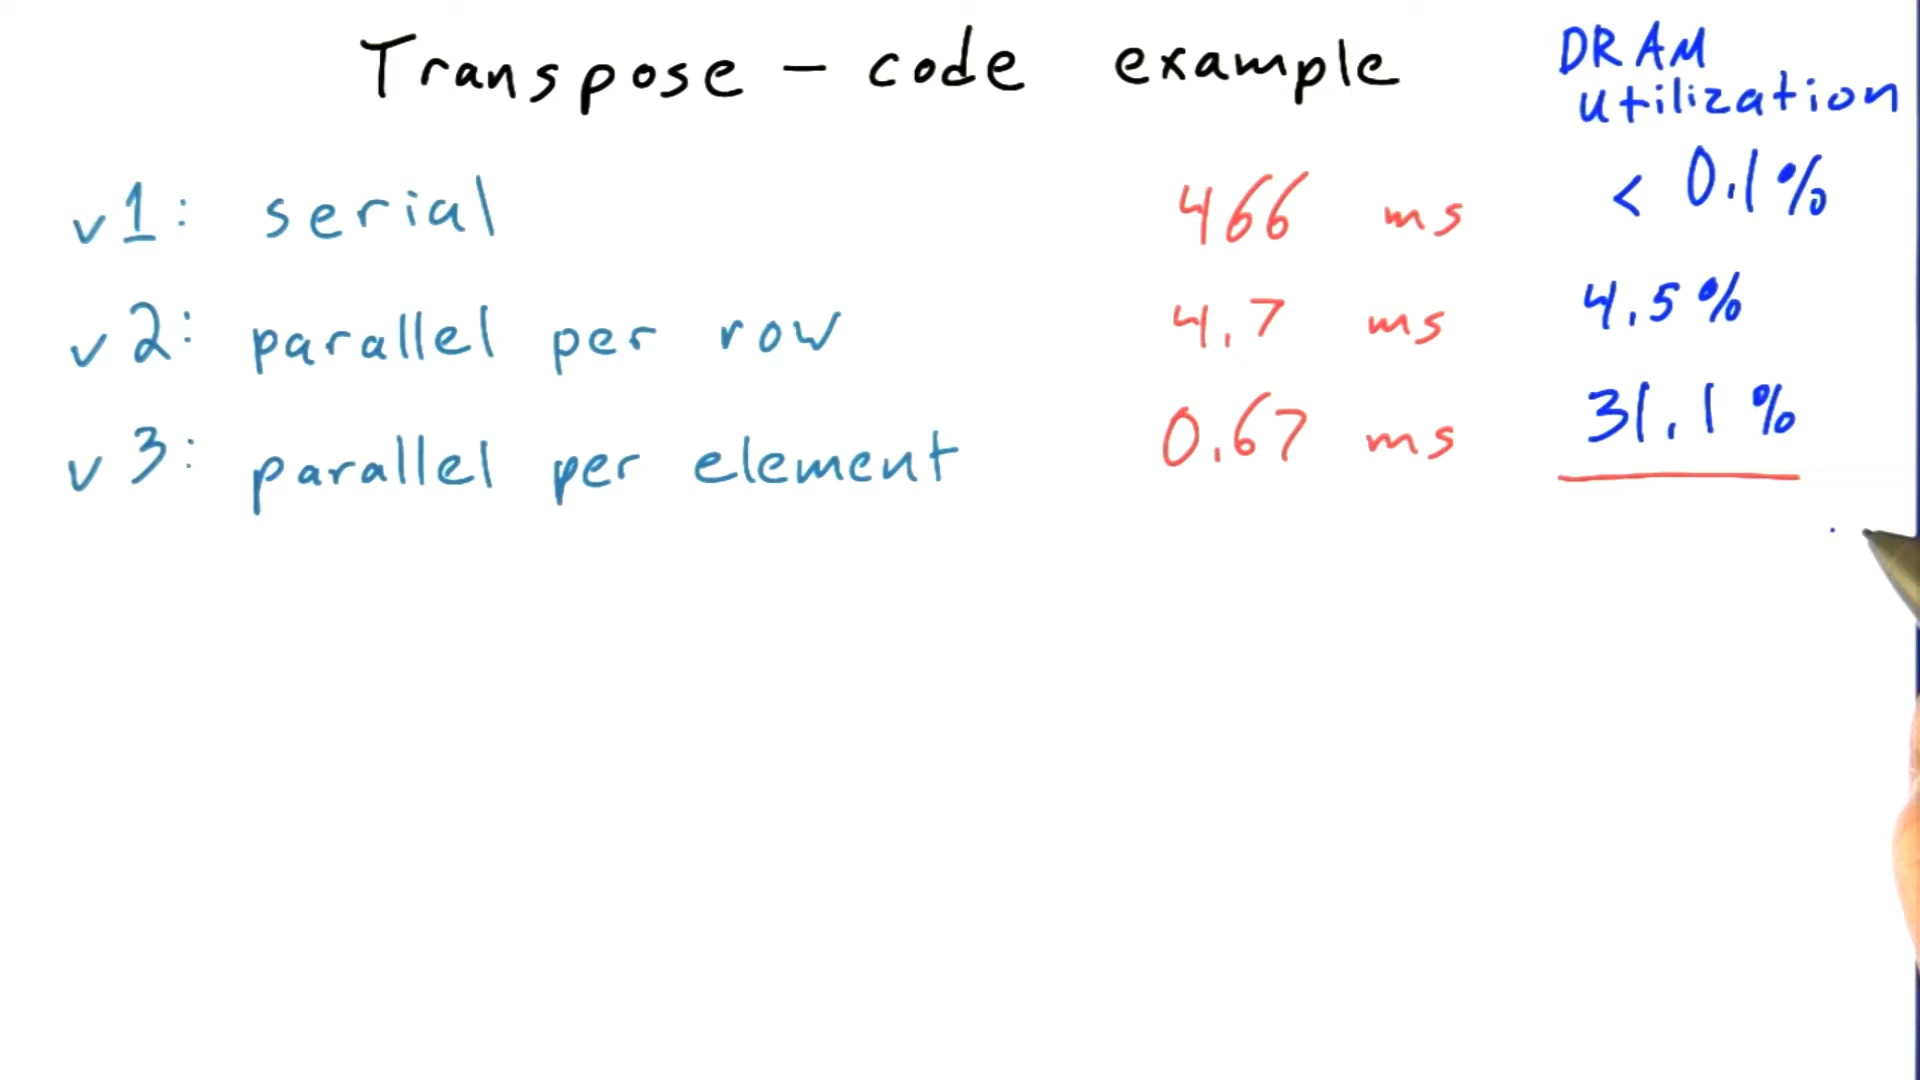 Transpose - code example
DRAM
utilization
v1: serial 466 ms < 0.1%
v2: parallel per row 4.7 ms 4.5%
v3: parallel per element 0.67 ms 31.1%